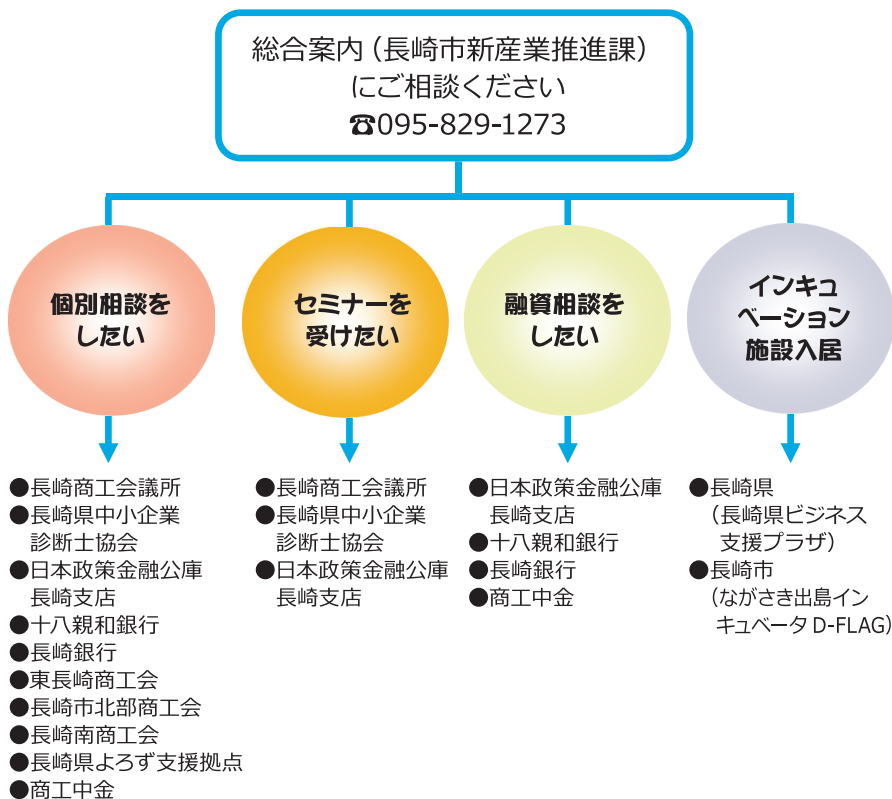 総合案内（長崎市新産業推進課）
にご相談ください
☎095-829-1273
個別相談を
したい
●長崎商工会議所
●長崎県中小企業
診断士協会
●日本政策金融公庫
長崎支店
●十八親和銀行
●長崎銀行
●東長崎商工会
●長崎市北部商工会
●長崎南商工会
●長崎県よろず支援拠点
●商工中金
セミナーを
受けたい
●長崎商工会議所
●長崎県中小企業
診断士協会
●日本政策金融公庫
長崎支店
融資相談を
したい
●日本政策金融公庫
長崎支店
●十八親和銀行
●長崎銀行
●商工中金
インキュ
ベーション
施設入居
●長崎県
（長崎県ビジネス
支援プラザ）
●長崎市
（ながさき出島イン
キュベータ D-FLAG）